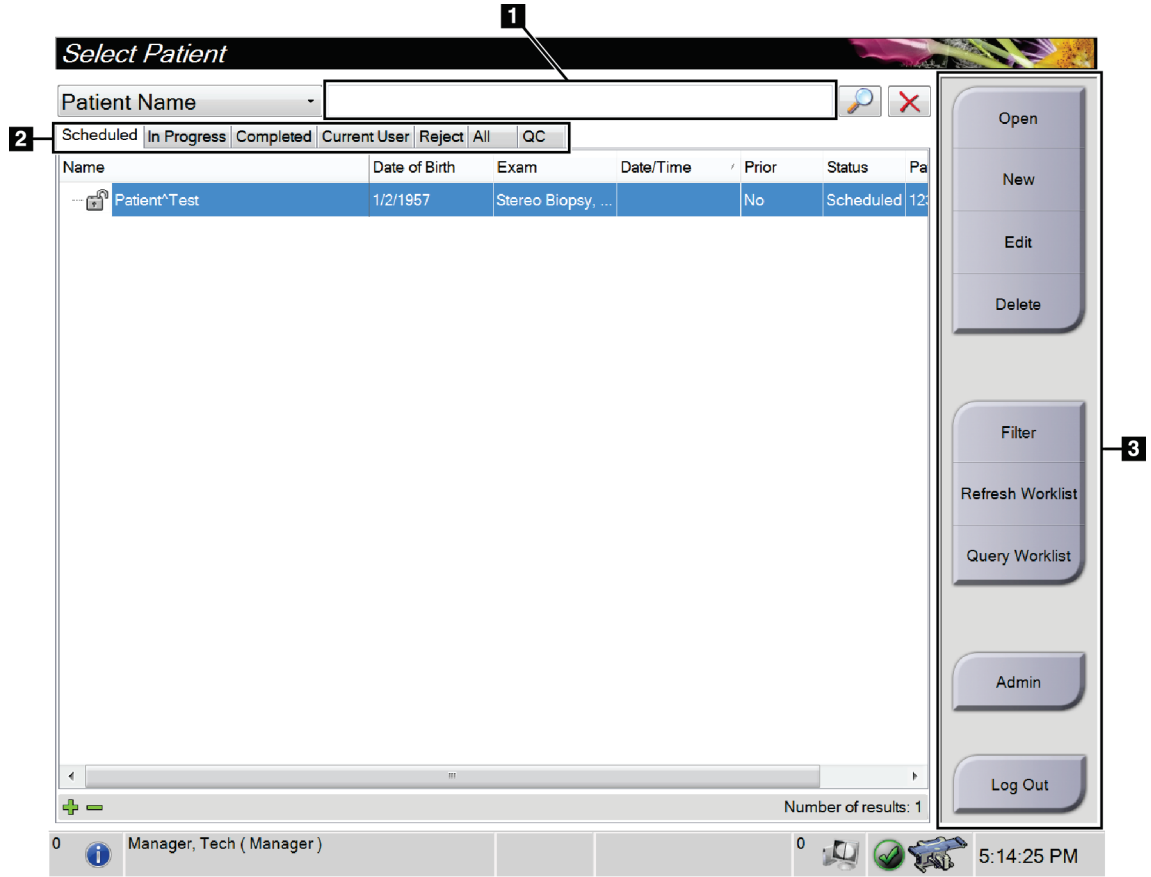 1
Select Patient
Patient Name
2
Scheduled In Progress Completed Current User Reject All QC
Name Date of Birth Exam Date/Time Prior Status Pa
Patient^Test 1/2/1957 Stereo Biopsy, ... No Scheduled 123
Open
New
Edit
Delete
Filter
3
Refresh Worklist
Query Worklist
Admin
Log Out
Number of results: 1
0 Manager, Tech ( Manager ) 0 5:14:25 PM